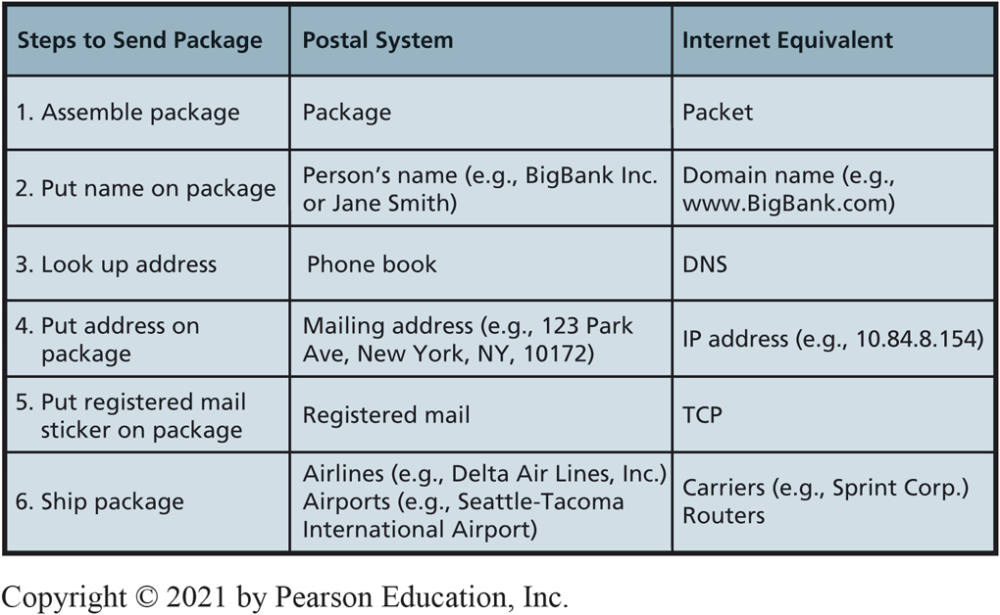 Steps to Send Package
Postal System
Internet Equivalent
1. Assemble package
Package
Packet
2. Put name on package
Person's name (e.g., BigBank Inc.
or Jane Smith)
Domain name (e.g.,
www.BigBank.com)
3. Look up address
Phone book
DNS
4. Put address on
package
Mailing address (e.g., 123 Park
Ave, New York, NY, 10172)
IP address (e.g., 10.84.8.154)
5. Put registered mail
sticker on package
Registered mail
TCP
6. Ship package
Airlines (e.g., Delta Air Lines, Inc.)
Airports (e.g., Seattle-Tacoma
International Airport)
Carriers (e.g., Sprint Corp.)
Routers
Copyright © 2021 by Pearson Education, Inc.